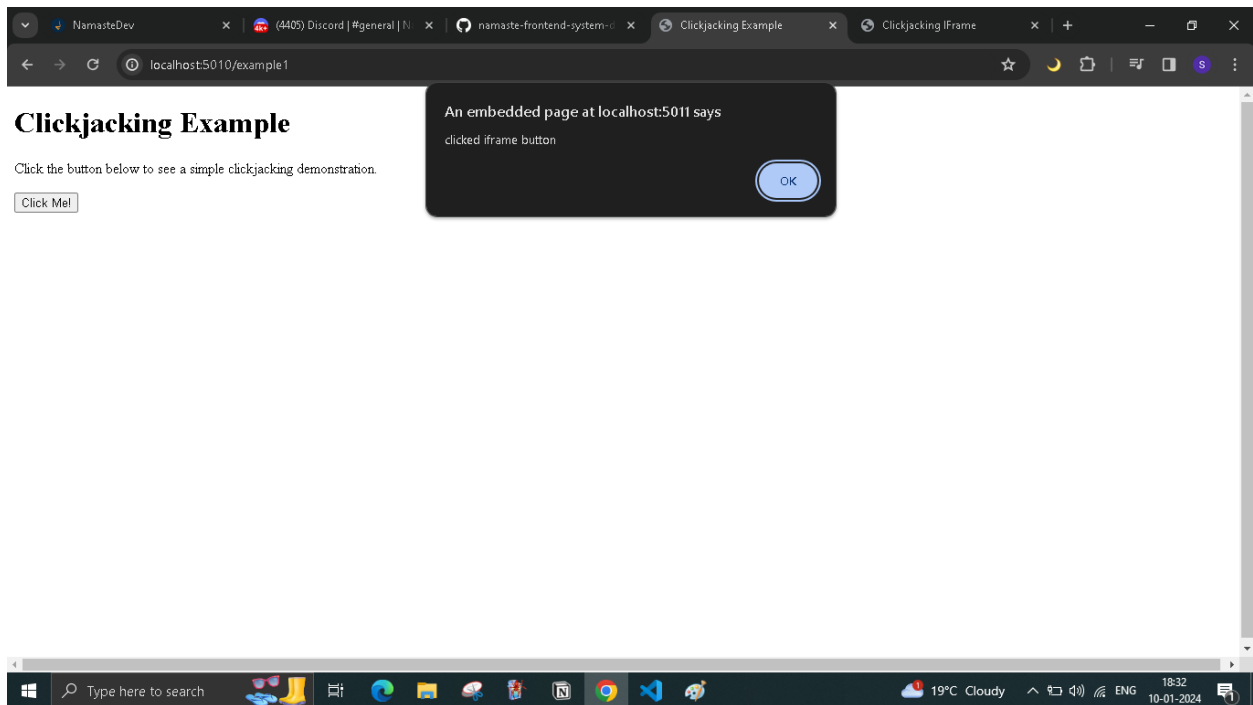 NamasteDev
(4405) Discord | #general | N
namaste-frontend-system-d
Clickjacking Example
Clickjacking IFrame
localhost:5010/example1
S
An embedded page at localhost:5011 says
clicked iframe button
OK
Clickjacking Example
Click the button below to see a simple clickjacking demonstration.
Click Me!
Type here to search
19°C Cloudy
ENG
18:32
10-01-2024
1